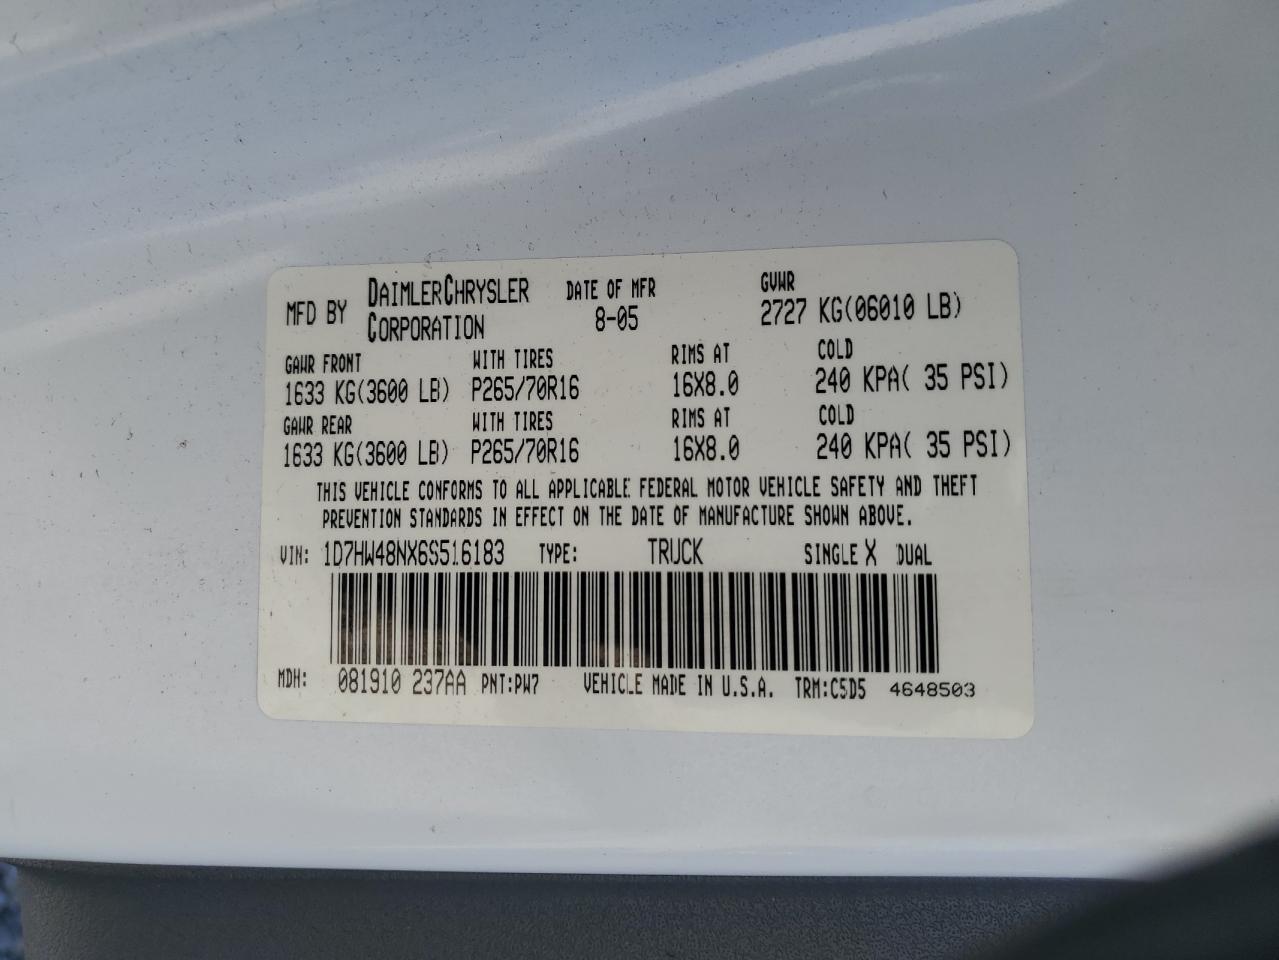 MFD BY DAIMLERCHRYSLER CORPORATION DATE OF MFR 8-05 GVWR 2727 KG(06010 LB)
GAWR FRONT WITH TIRES RIMS AT COLD
1633 KG(3600 LB) P265/70R16 16X8.0 240 KPA( 35 PSI)
GAWR REAR WITH TIRES RIMS AT COLD
1633 KG(3600 LB) P265/70R16 16X8.0 240 KPA( 35 PSI)
THIS VEHICLE CONFORMS TO ALL APPLICABLE FEDERAL MOTOR VEHICLE SAFETY AND THEFT
PREVENTION STANDARDS IN EFFECT ON THE DATE OF MANUFACTURE SHOWN ABOVE.
VIN: 1D7HW48NX6S516183 TYPE: TRUCK SINGLE X DUAL
MDH: 081910 237AA PNT:PW7 VEHICLE MADE IN U.S.A. TRM:C5D5 4648503